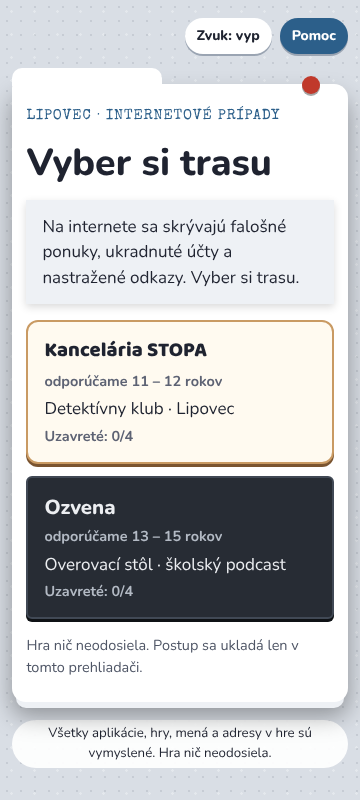 Zvuk: vyp
Pomoc
LIPOVEC · INTERNETOVÉ PRÍPADY
Vyber si trasu
Na internete sa skrývajú falošné
ponuky, ukradnuté účty a
nastražené odkazy. Vyber si trasu.
Kancelária STOPA
odporúčame 11 – 12 rokov
Detektívny klub · Lipovec
Uzavreté: 0/4
Ozvena
odporúčame 13 – 15 rokov
Overovací stôl · školský podcast
Uzavreté: 0/4
Hra nič neodosiela. Postup sa ukladá len v
tomto prehliadači.
Všetky aplikácie, hry, mená a adresy v hre sú
vymyslené. Hra nič neodosiela.